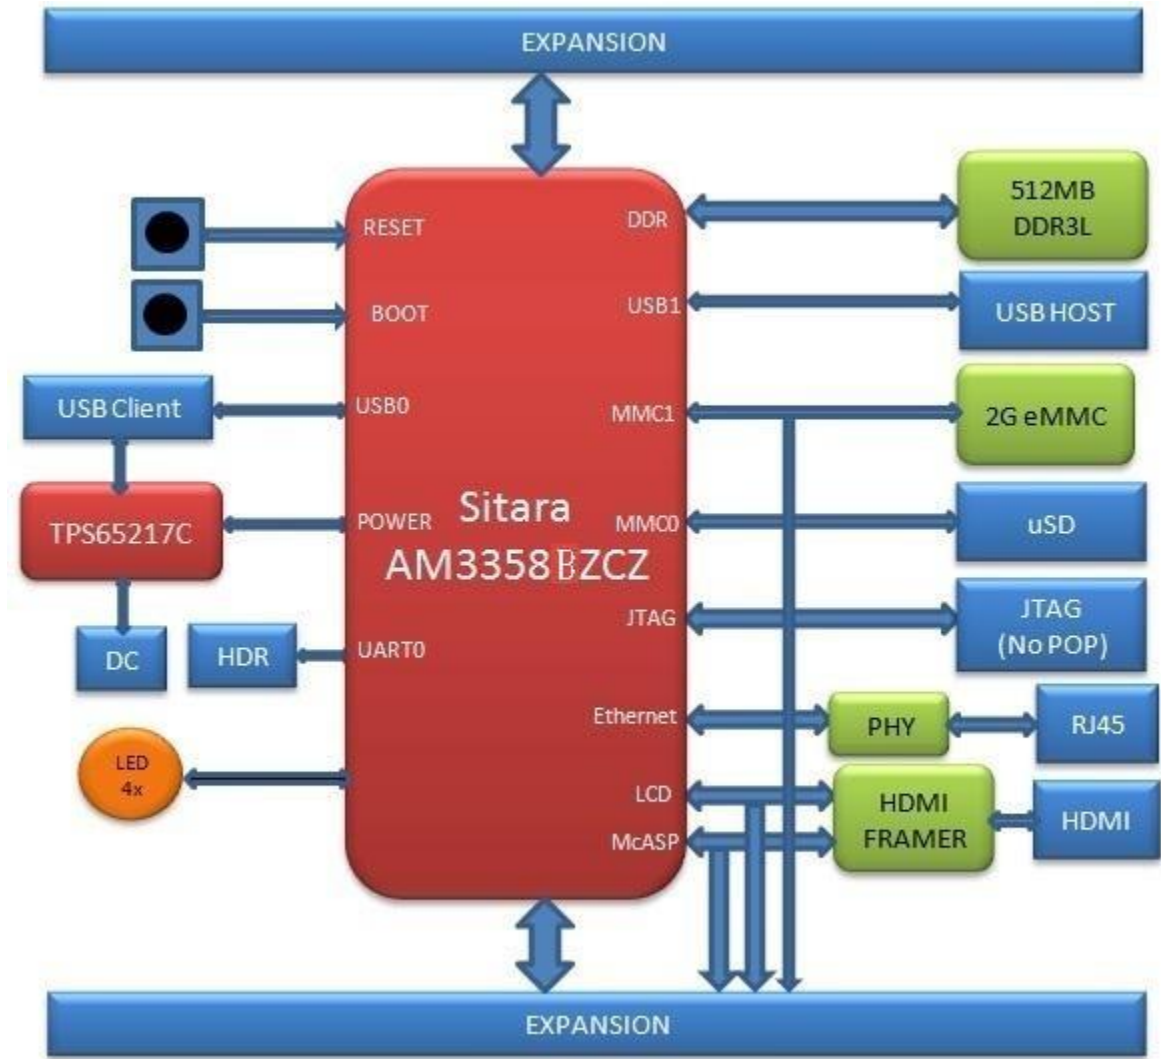 EXPANSION
RESET
DDR
512MB
DDR3L
BOOT
USB1
USB HOST
USB Client
USB0
MMC1
2G eMMC
TPS65217C
POWER
Sitara
AM3358BZCZ
MMC0
uSD
JTAG
JTAG
(No POP)
DC
HDR
UART0
Ethernet
PHY
RJ45
LED
4x
LCD
McASP
HDMI
FRAMER
HDMI
EXPANSION